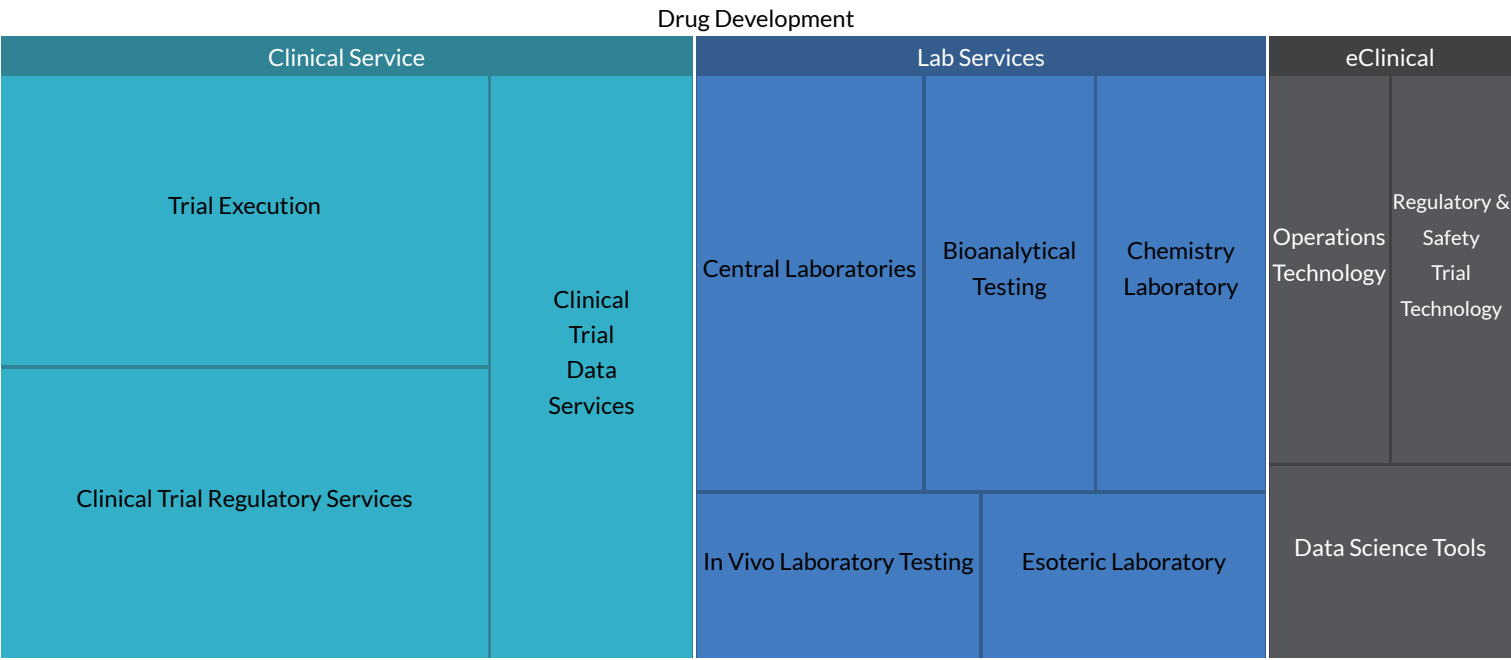 Drug Development
Clinical Service
Trial Execution
Clinical Trial Regulatory Services
Clinical
Trial
Data
Services
Lab Services
Central Laboratories
Bioanalytical
Testing
Chemistry
Laboratory
In Vivo Laboratory Testing
Esoteric Laboratory
eClinical
Operations
Technology
Regulatory &
Safety
Trial
Technology
Data Science Tools